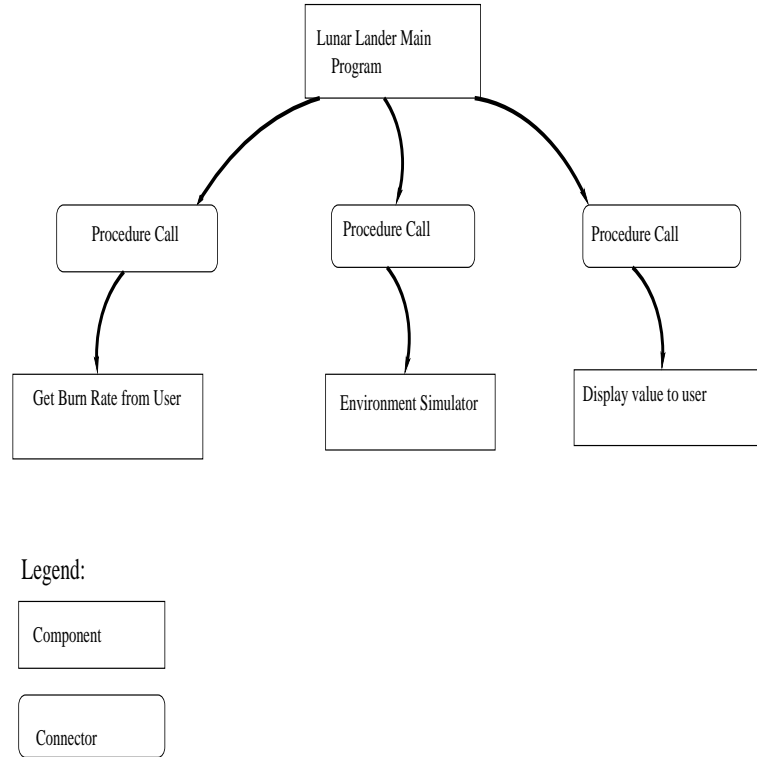 Lunar Lander Main
Program
Procedure Call
Procedure Call
Procedure Call
Get Burn Rate from User
Environment Simulator
Display value to user
Legend:
Component
Connector